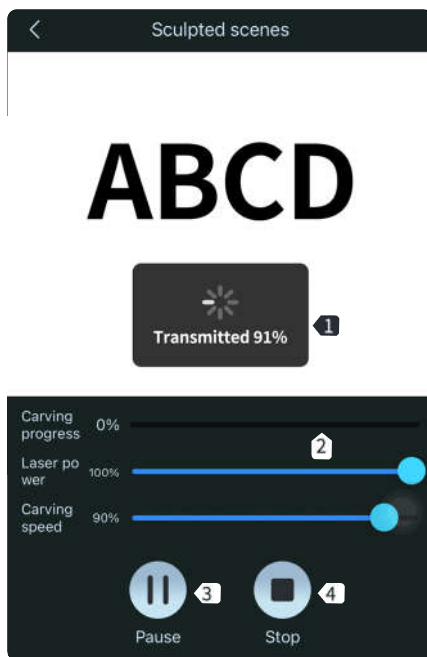 Sculpted scenes
ABCD
Transmitted 91%
1
Carving
progress
0%
2
Laser po
wer
100%
Carving
speed
90%
3
4
Pause
Stop